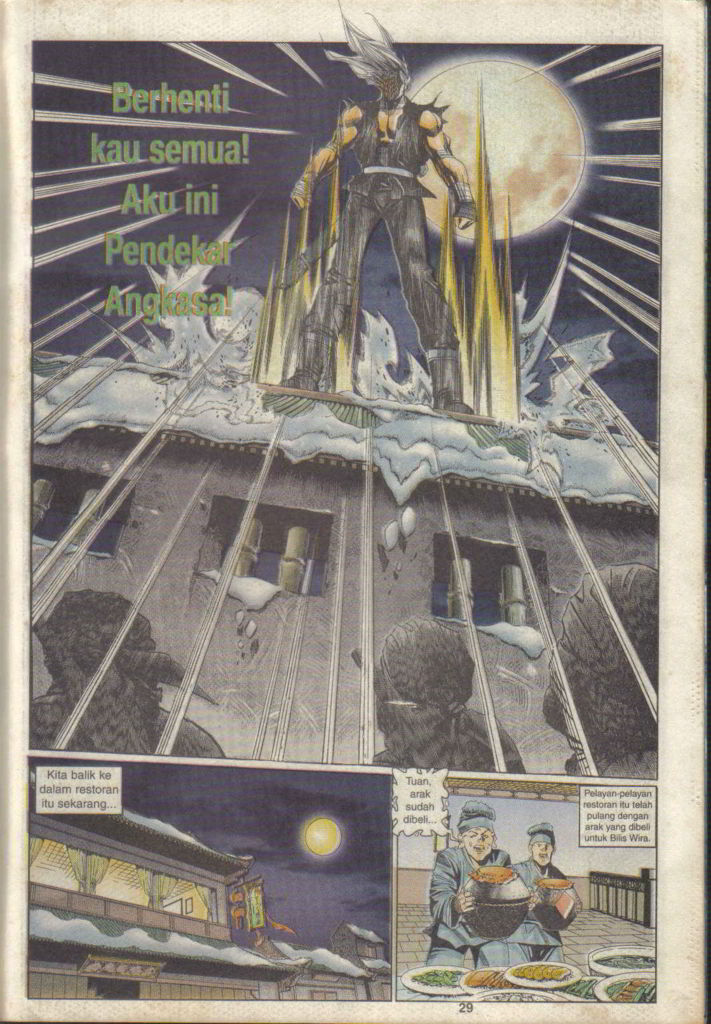 Berhenti
kau semua!
Aku ini
Pendekar
Angkasa!
Kita balik ke
dalam restoran
itu sekarang...
Tuan,
arak
sudah
dibeli...
Pelayan-pelayan
restoran itu telah
pulang dengan
arak yang dibeli
untuk Bilis Wira.
29